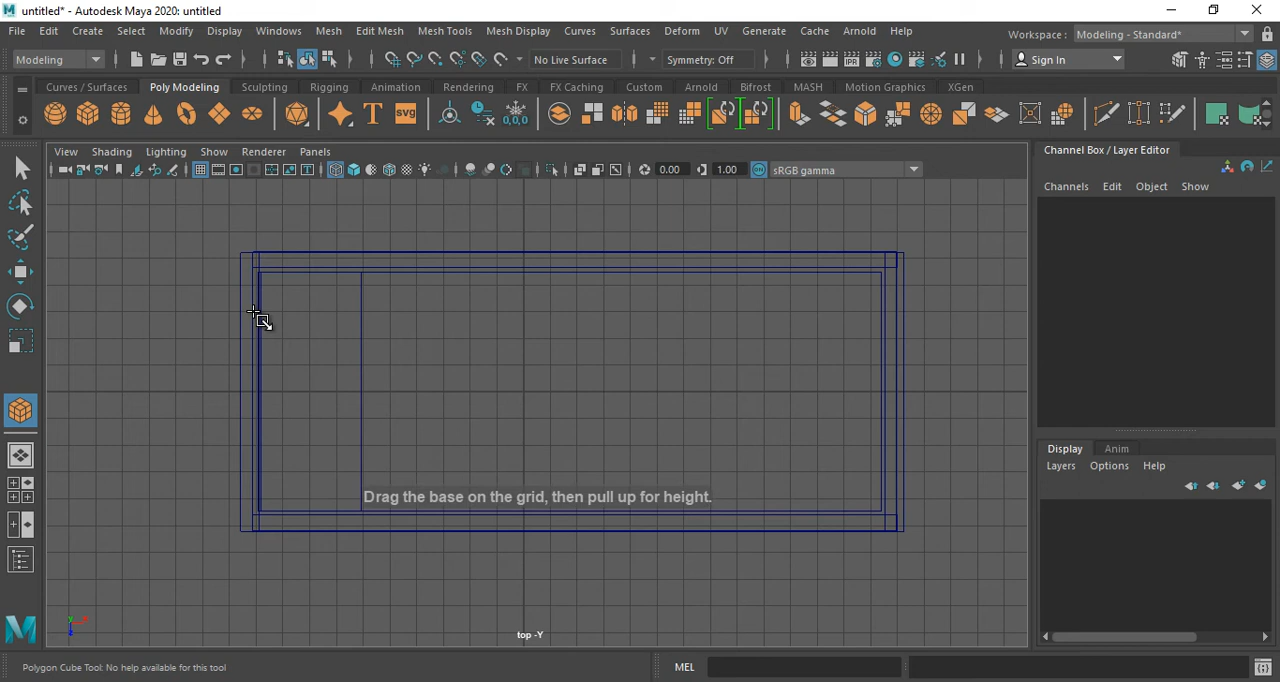 untitled* - Autodesk Maya 2020: untitled
File Edit Create Select Modify Display Windows Mesh Edit Mesh Mesh Tools Mesh Display Curves Surfaces Deform UV Generate Cache Arnold Help Workspace : Modeling - Standard*
Modeling No Live Surface Symmetry: Off Sign In
Curves / Surfaces Poly Modeling Sculpting Rigging Animation Rendering FX FX Caching Custom Arnold Bifrost MASH Motion Graphics XGen
T SVG 0,0,0
View Shading Lighting Show Renderer Panels
0.00 1.00 ON sRGB gamma
Channel Box / Layer Editor
Channels Edit Object Show
Drag the base on the grid, then pull up for height.
top -Y
Display Anim
Layers Options Help
Polygon Cube Tool: No help available for this tool
MEL